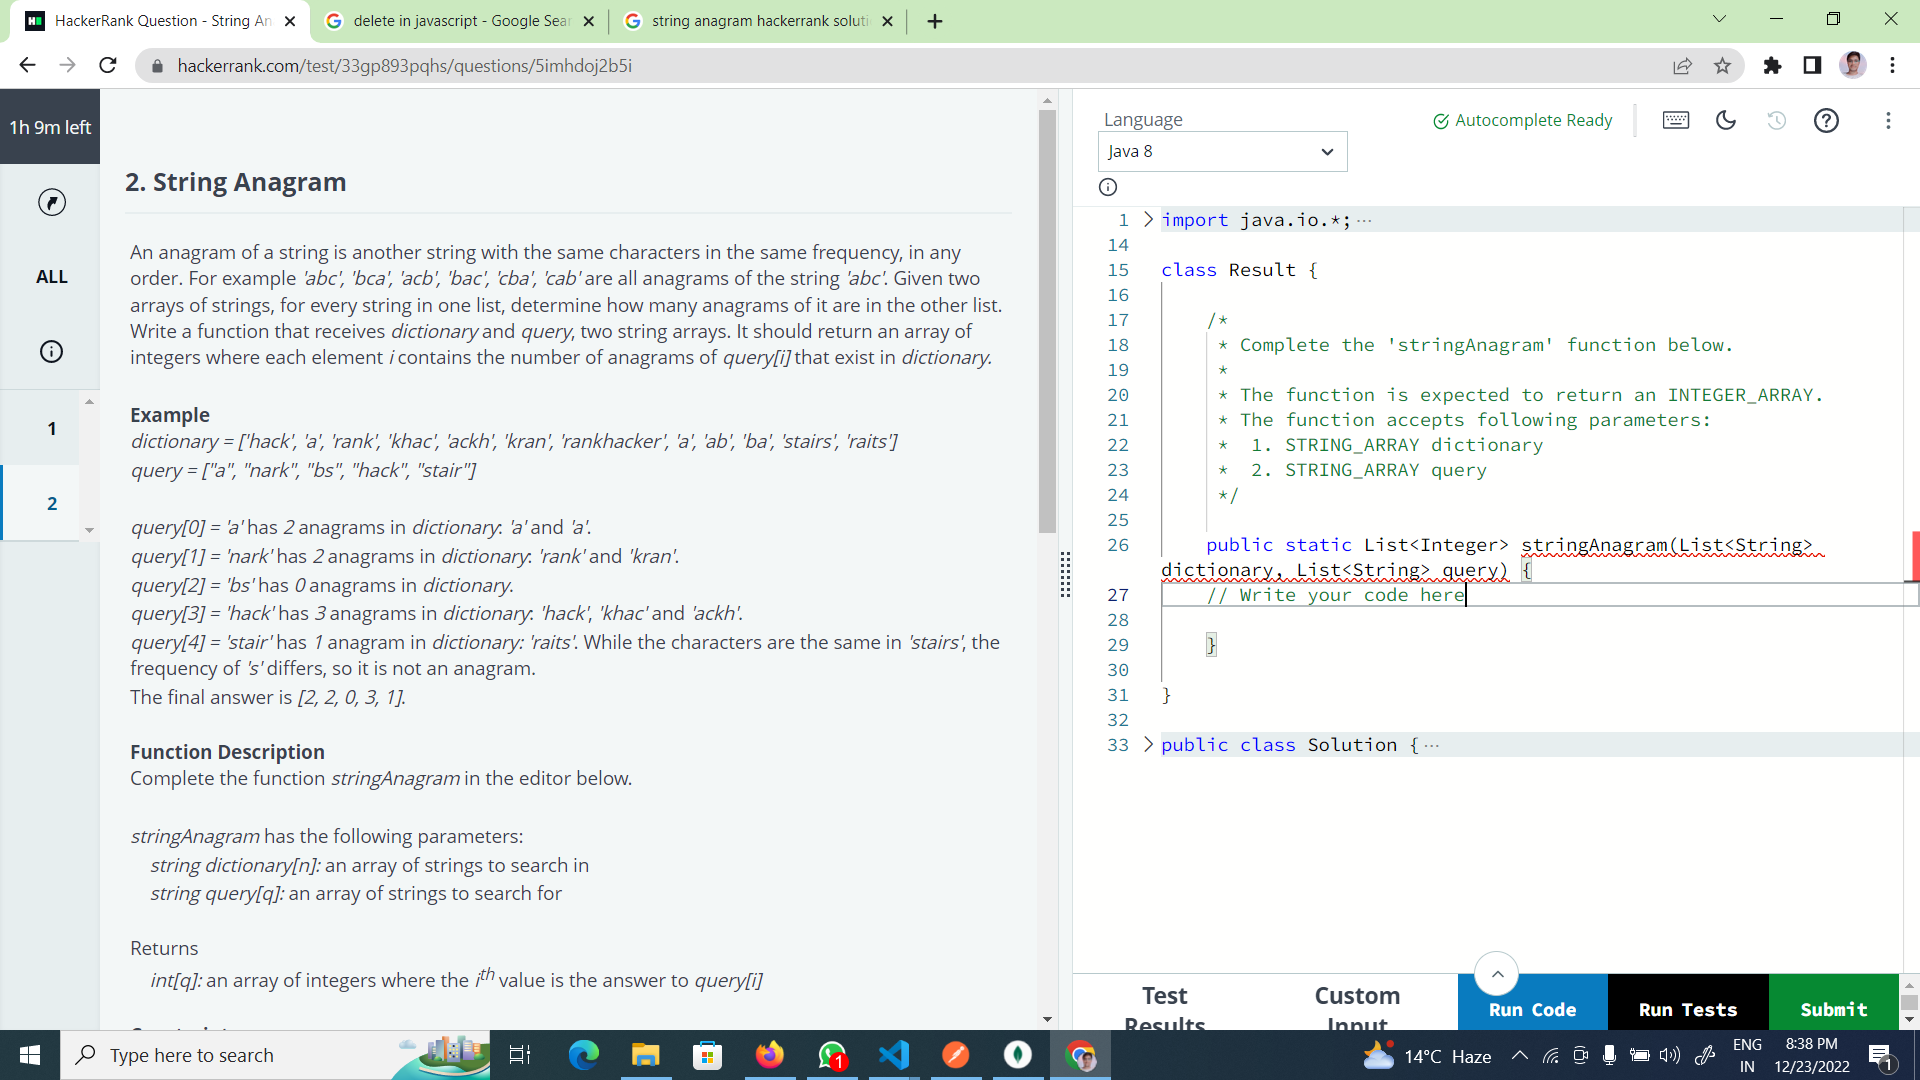 HackerRank Question - String An
delete in javascript - Google Sear
string anagram hackerrank soluti
hackerrank.com/test/33gp893pqhs/questions/5imhdoj2b5i
1h 9m left
ALL
1
2
2. String Anagram
An anagram of a string is another string with the same characters in the same frequency, in any
order. For example 'abc', 'bca', 'acb', 'bac', 'cba', 'cab' are all anagrams of the string 'abc'. Given two
arrays of strings, for every string in one list, determine how many anagrams of it are in the other list.
Write a function that receives dictionary and query, two string arrays. It should return an array of
integers where each element i contains the number of anagrams of query[i] that exist in dictionary.
Example
dictionary = ['hack', 'a', 'rank', 'khac', 'ackh', 'kran', 'rankhacker', 'a', 'ab', 'ba', 'stairs', 'raits']
query = ["a", "nark", "bs", "hack", "stair"]
query[0] = 'a' has 2 anagrams in dictionary: 'a' and 'a'.
query[1] = 'nark' has 2 anagrams in dictionary: 'rank' and 'kran'.
query[2] = 'bs' has 0 anagrams in dictionary.
query[3] = 'hack' has 3 anagrams in dictionary: 'hack', 'khac' and 'ackh'.
query[4] = 'stair' has 1 anagram in dictionary: 'raits'. While the characters are the same in 'stairs', the
frequency of 's' differs, so it is not an anagram.
The final answer is [2, 2, 0, 3, 1].
Function Description
Complete the function stringAnagram in the editor below.
stringAnagram has the following parameters:
string dictionary[n]: an array of strings to search in
string query[q]: an array of strings to search for
Returns
int[q]: an array of integers where the ith value is the answer to query[i]
Language
Java 8
Autocomplete Ready
1 import java.io.*; ...
14
15 class Result {
16
17 /*
18 * Complete the 'stringAnagram' function below.
19 *
20 * The function is expected to return an INTEGER_ARRAY.
21 * The function accepts following parameters:
22 * 1. STRING_ARRAY dictionary
23 * 2. STRING_ARRAY query
24 */
25
26 public static List<Integer> stringAnagram(List<String>
dictionary, List<String> query) {
27 // Write your code here
28
29 }
30
31 }
32
33 public class Solution { ...
Test
Results
Custom
Input
Run Code
Run Tests
Submit
Type here to search
1
14°C Haze
ENG
IN
8:38 PM
12/23/2022
1